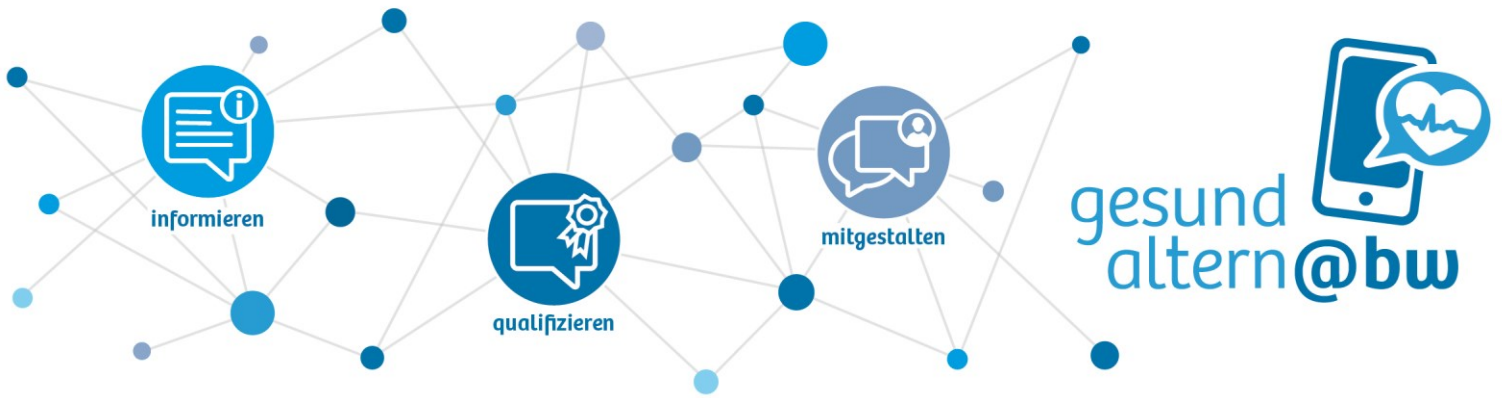 informieren
qualifizieren
mitgestalten
gesund
altern@bw